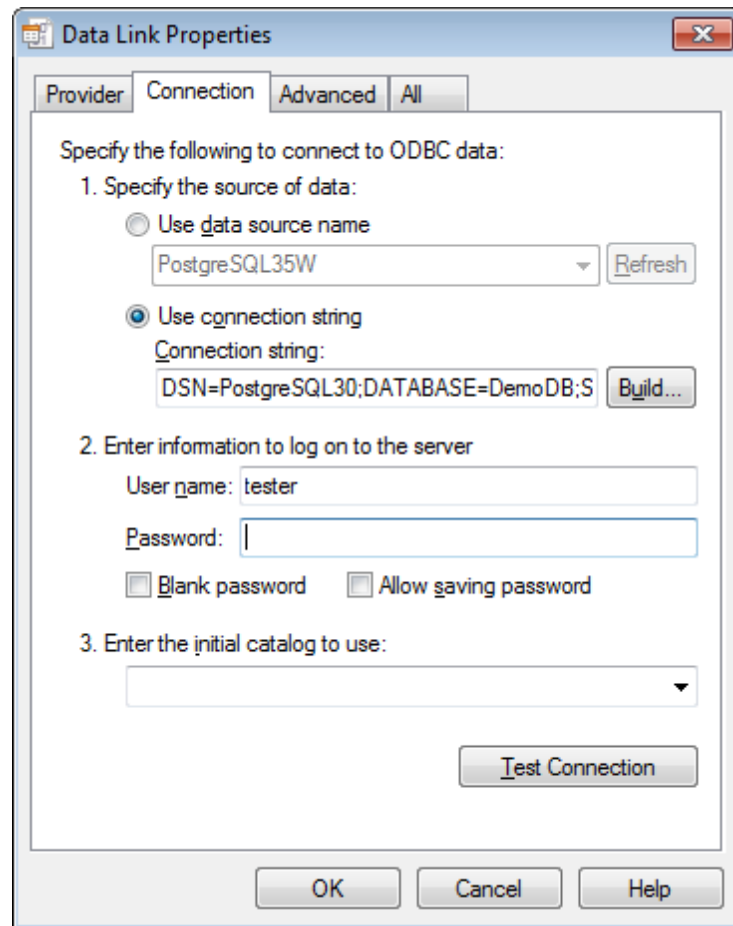 Data Link Properties
Provider Connection Advanced All
Specify the following to connect to ODBC data:
1. Specify the source of data:
Use data source name
PostgreSQL35W Refresh
Use connection string
Connection string:
DSN=PostgreSQL30;DATABASE=DemoDB;S Build...
2. Enter information to log on to the server
User name: tester
Password:
Blank password Allow saving password
3. Enter the initial catalog to use:
Test Connection
OK Cancel Help